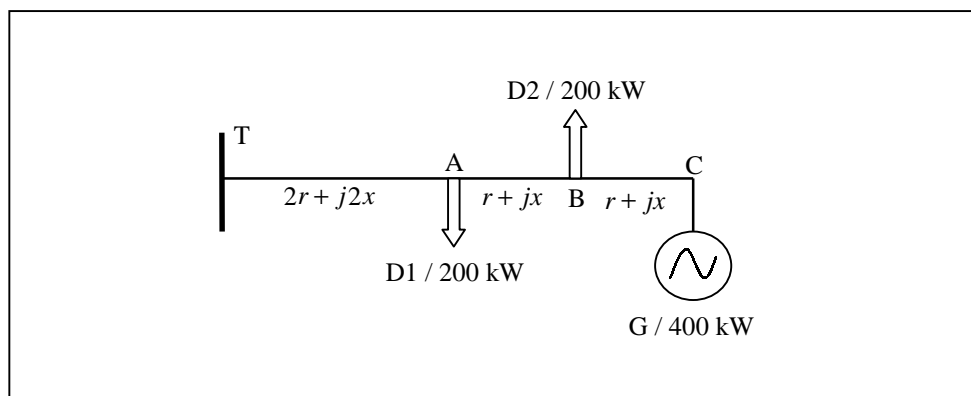 D2 / 200 kW
T
A
C
2r + j2x
r + jx
B
r + jx
D1 / 200 kW
G / 400 kW